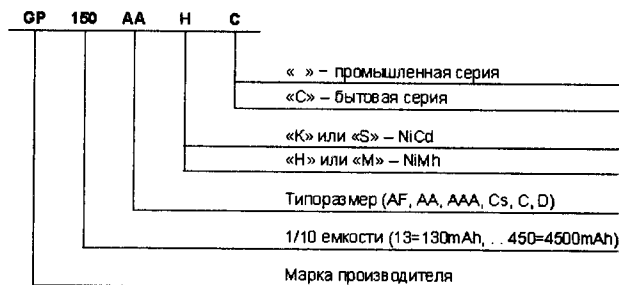 GP 150 AA H C
« » – промышленная серия
«C» – бытовая серия
«K» или «S» – NiCd
«H» или «M» – NiMh
Типоразмер (AF, AA, AAA, Cs, C, D)
1/10 емкости (13=130mAh, . . 450=4500mAh)
Марка производителя